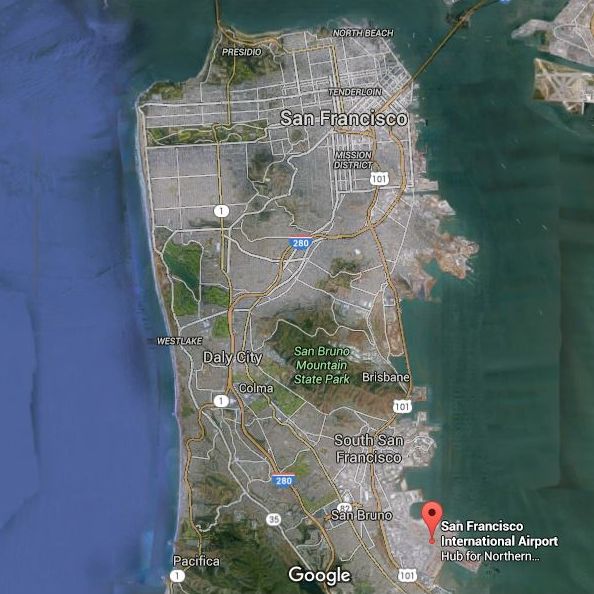 NORTH BEACH
PRESIDIO
TENDERLOIN
San Francisco
MISSION
DISTRICT
101
1
280
WESTLAKE
Daly City
San Bruno
Mountain
State Park
Brisbane
Colma
1
101
South San
Francisco
280
82
San Bruno
35
San Francisco
International Airport
Hub for Northern...
Pacifica
1
Google
101